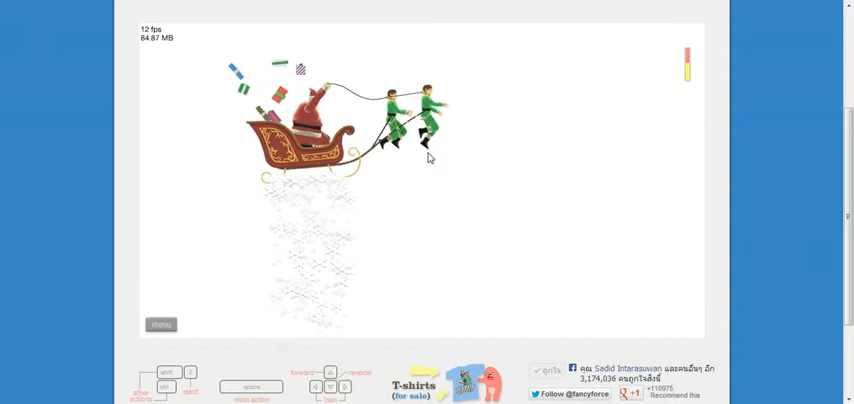 12 fps
84.87 MB
menu
shift
Z
ctrl
space
other
actions
eject
main action
forward
reverse
lean
T-shirts
(for sale)
ถูกใจ
คุณ Sadid Intarasuwan และคนอื่นๆ อีก
3,174,036 คนถูกใจสิ่งนี้
Follow @fancyforce
g +1
+110975
Recommend this